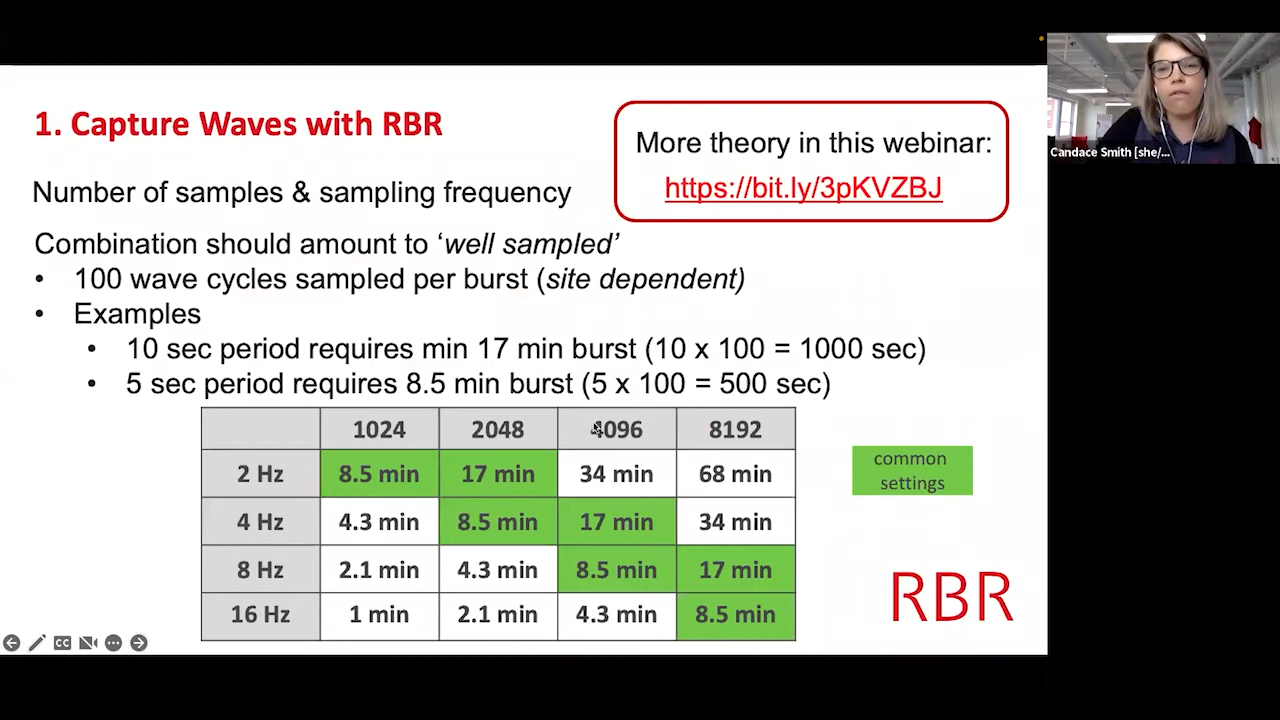 1. Capture Waves with RBR
More theory in this webinar:
https://bit.ly/3pKVZBJ
Candace Smith [she/...
Number of samples & sampling frequency
Combination should amount to ‘well sampled’
• 100 wave cycles sampled per burst (site dependent)
• Examples
• 10 sec period requires min 17 min burst (10 x 100 = 1000 sec)
• 5 sec period requires 8.5 min burst (5 x 100 = 500 sec)
1024 2048 4096 8192
2 Hz 8.5 min 17 min 34 min 68 min
4 Hz 4.3 min 8.5 min 17 min 34 min
8 Hz 2.1 min 4.3 min 8.5 min 17 min
16 Hz 1 min 2.1 min 4.3 min 8.5 min
common
settings
RBR
CC